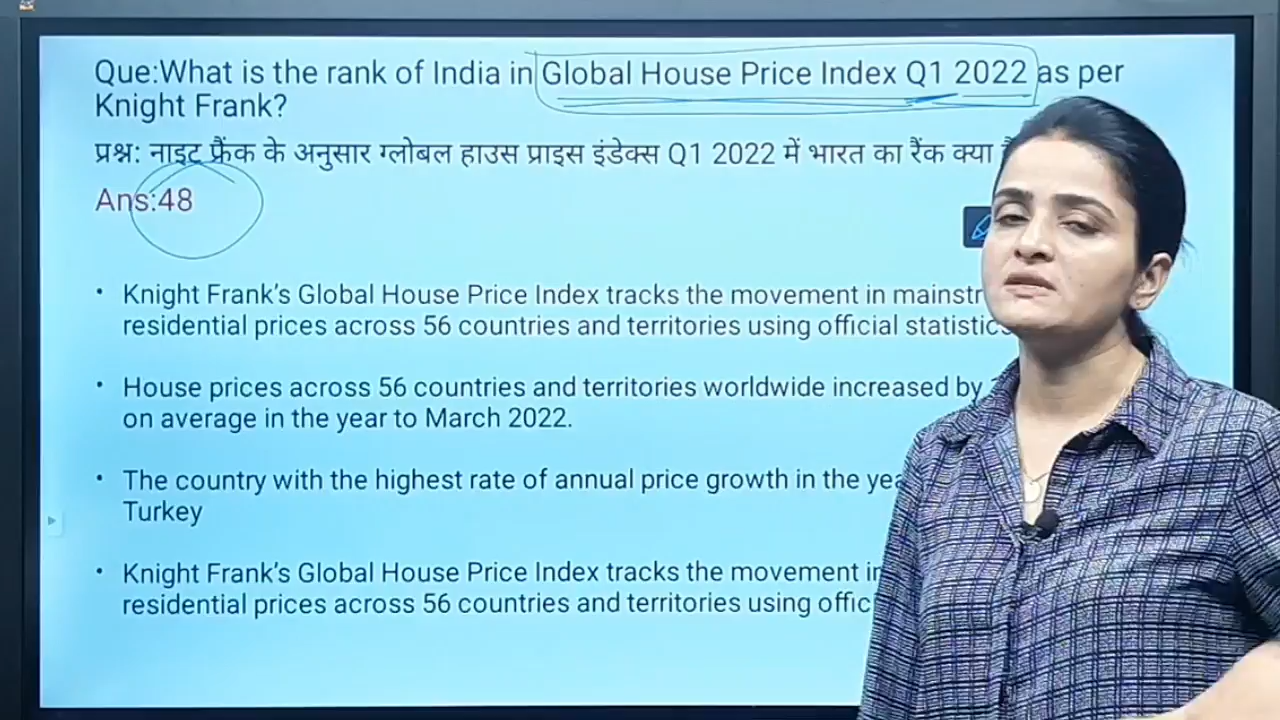 Que:What is the rank of India in Global House Price Index Q1 2022 as per
Knight Frank?
प्रश्न: नाइट फ्रैंक के अनुसार ग्लोबल हाउस प्राइस इंडेक्स Q1 2022 में भारत का रैंक क्या
Ans:48
• Knight Frank's Global House Price Index tracks the movement in
residential prices across 56 countries and territories using official
• House prices across 56 countries and territories worldwide increased by
on average in the year to March 2022.
• The country with the highest rate of annual price growth in the
Turkey
• Knight Frank's Global House Price Index tracks the movement
residential prices across 56 countries and territories using